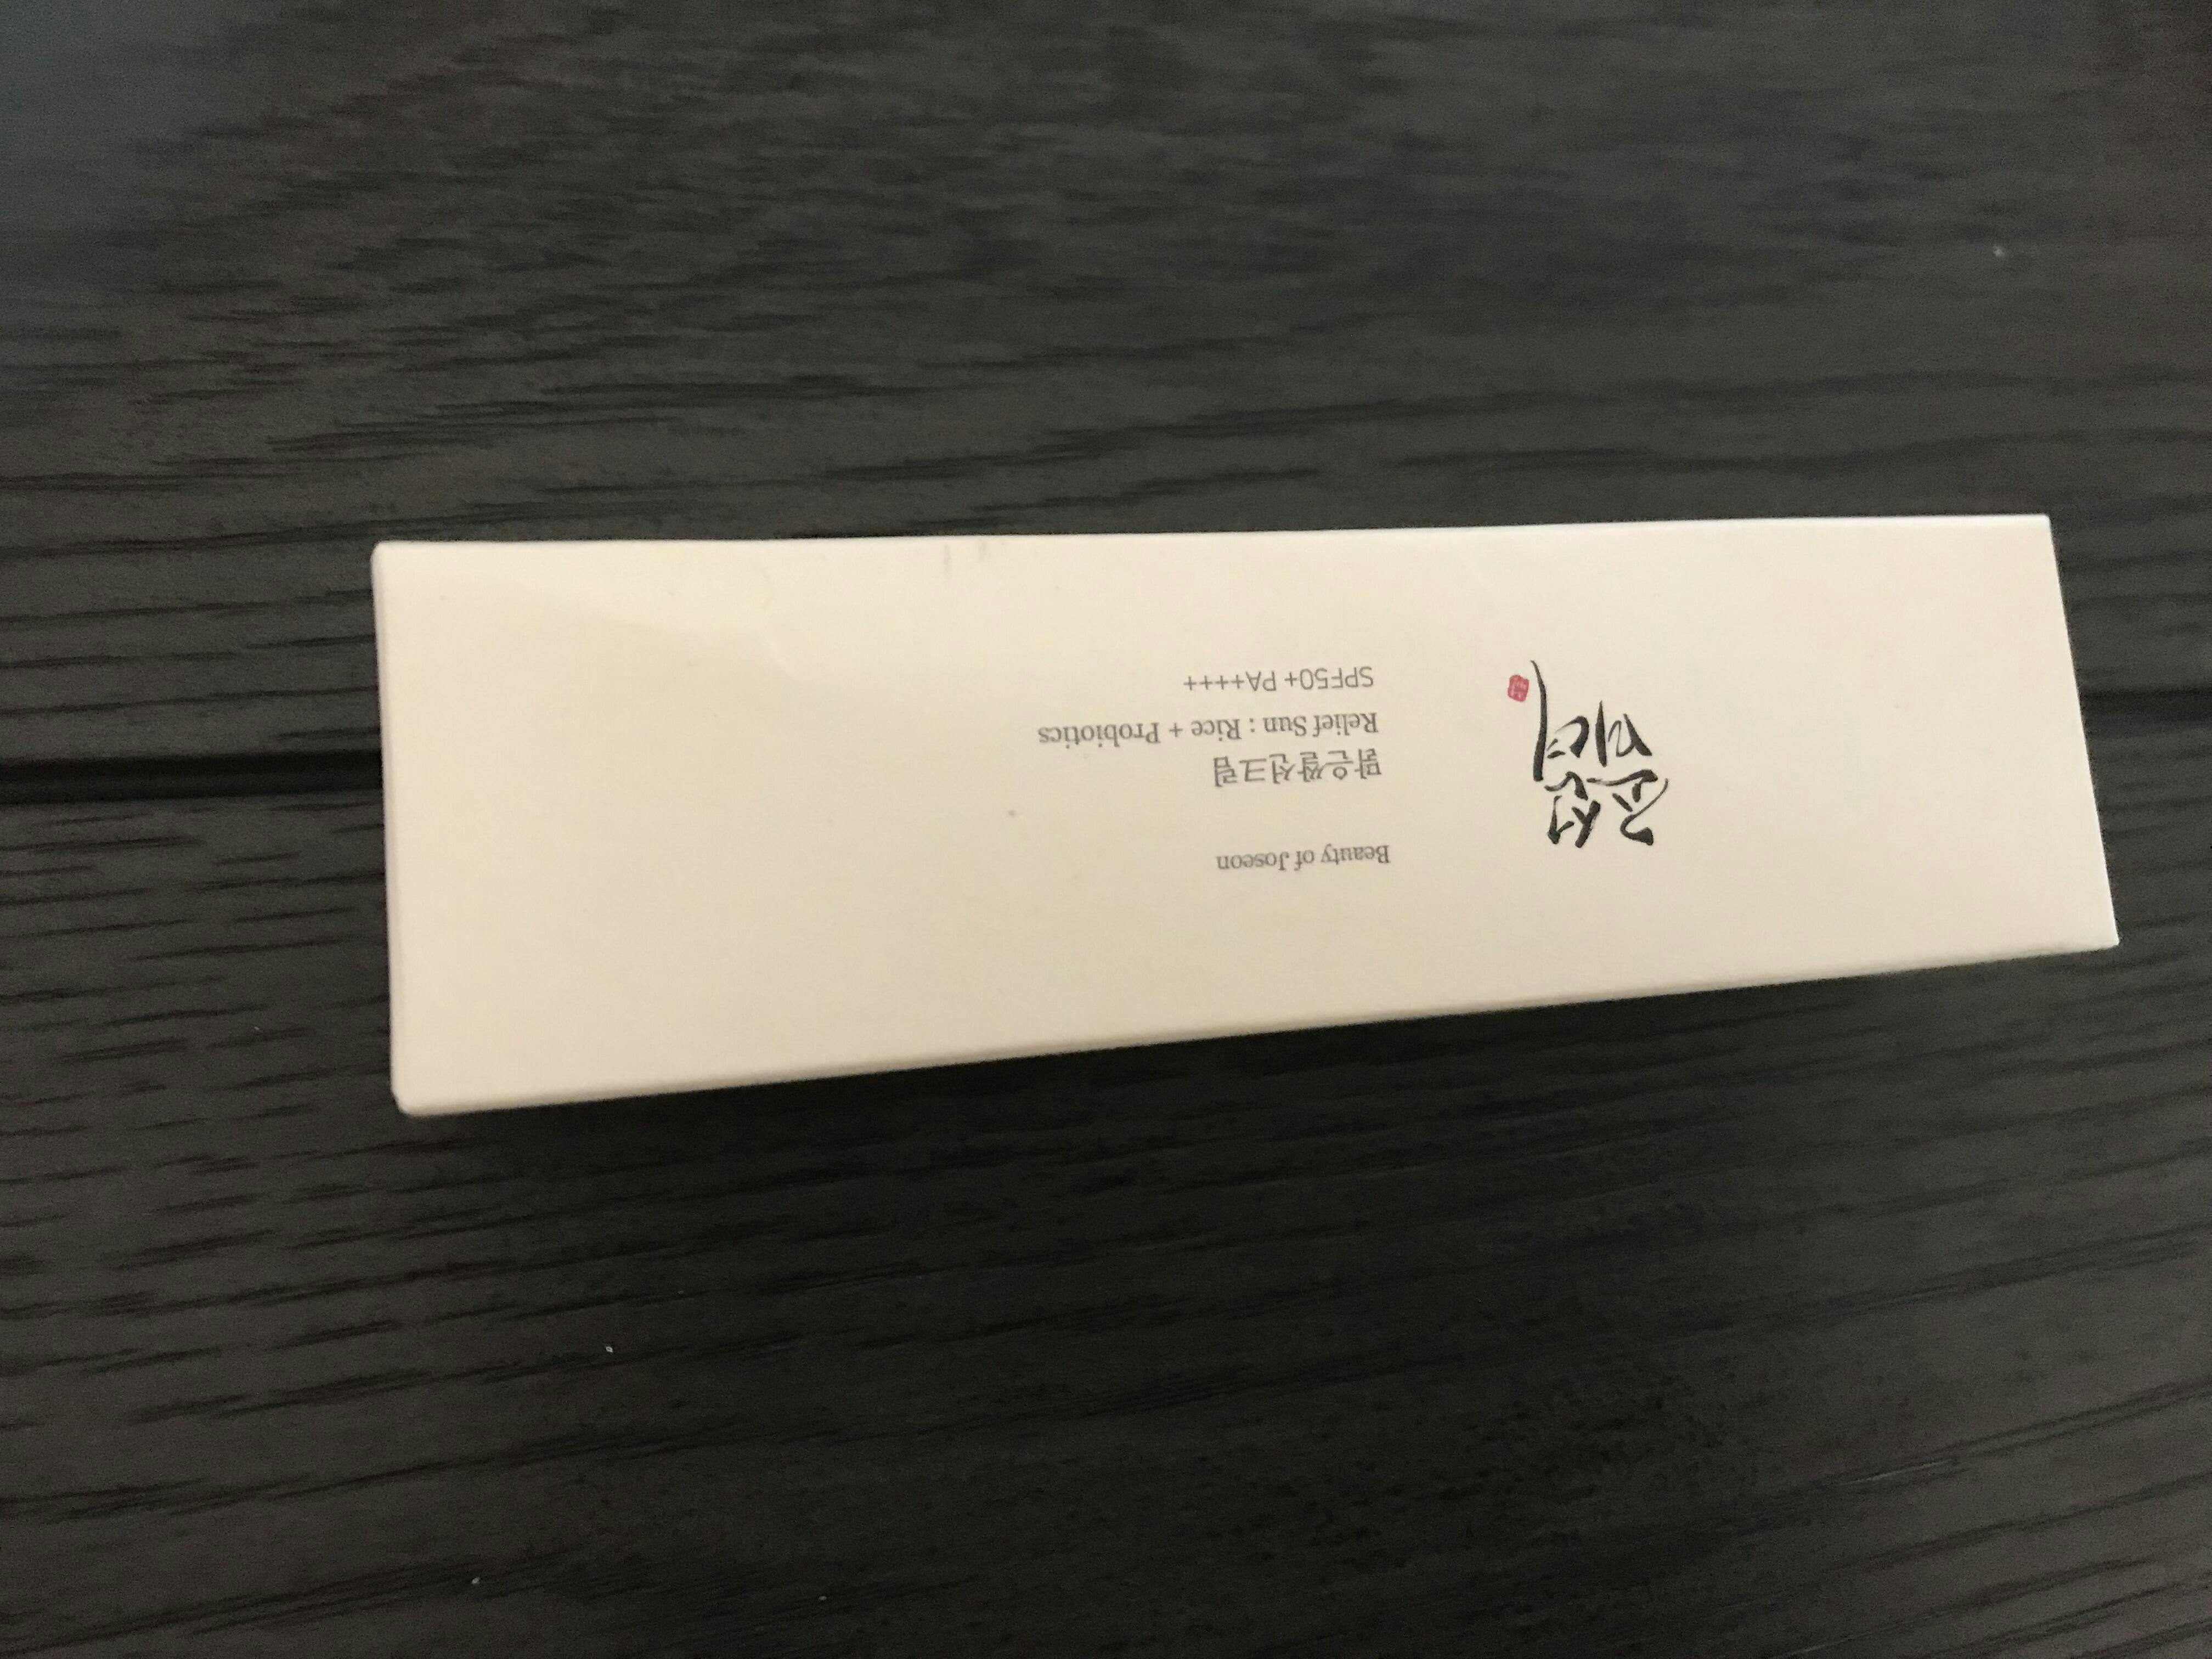 조선
미녀
Beauty of Joseon
맑은쌀선크림
Relief Sun : Rice + Probiotics
SPF50+ PA++++